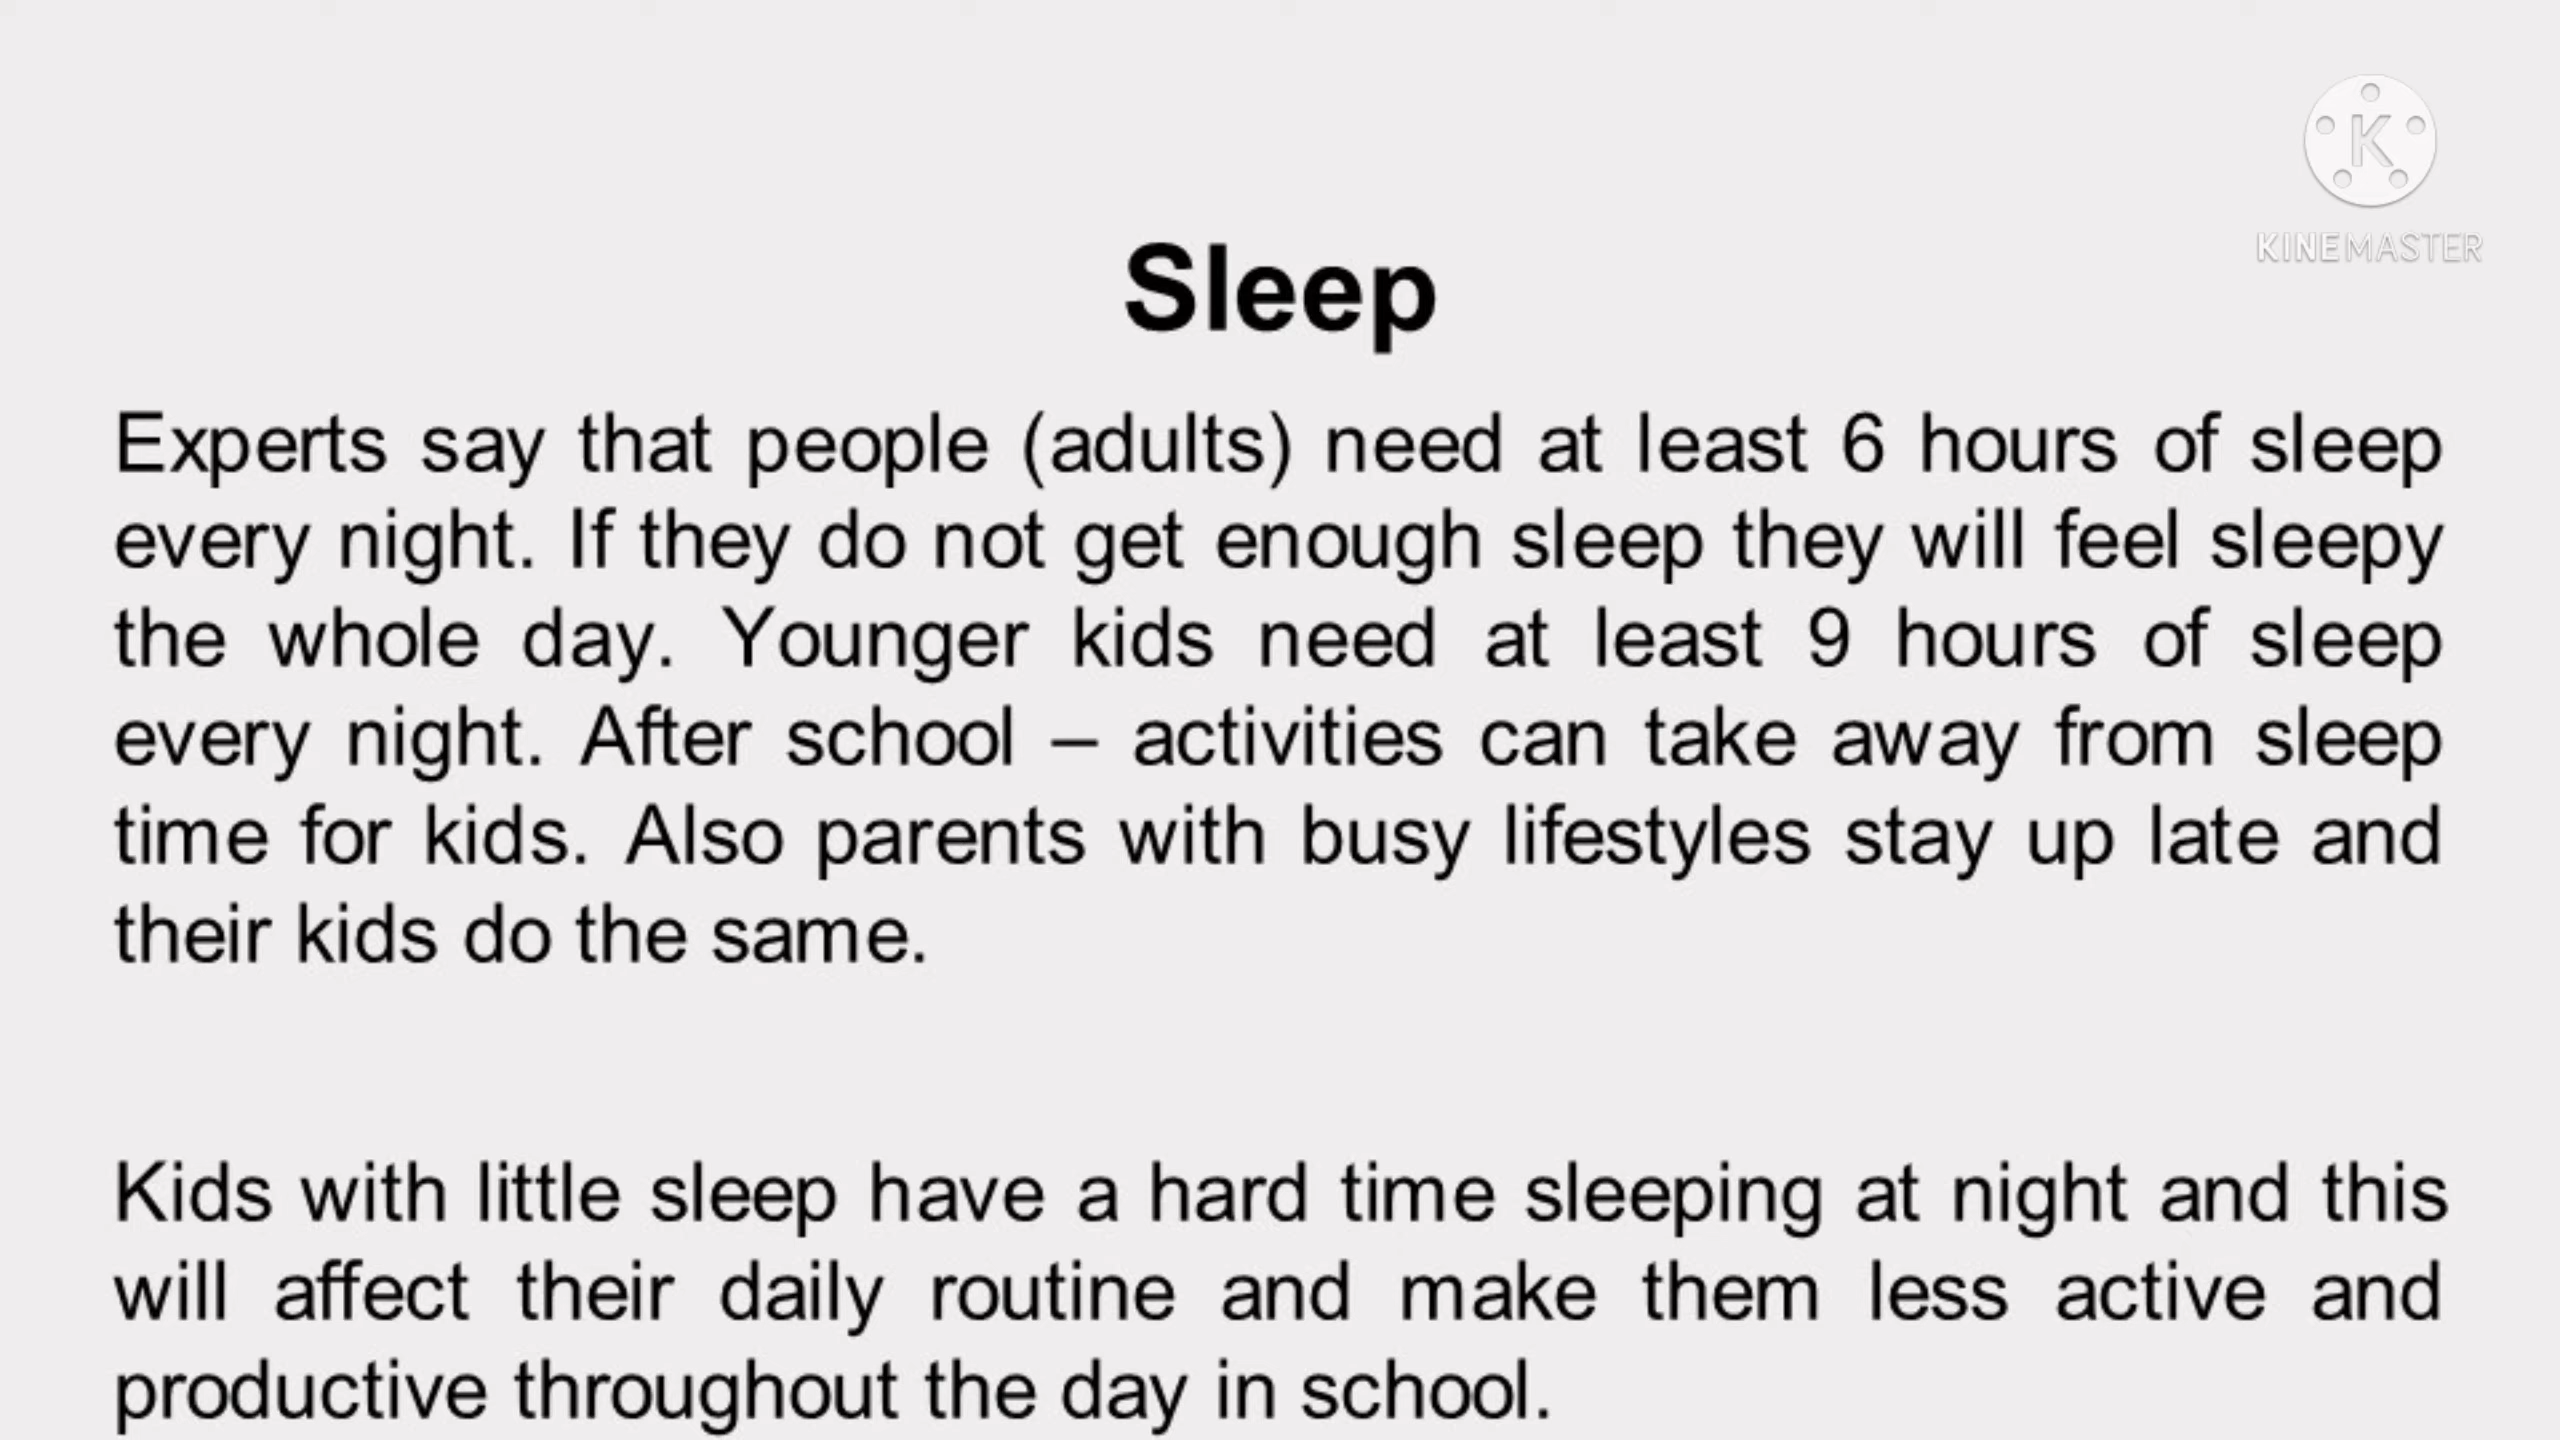 K
KINEMASTER
Sleep
Experts say that people (adults) need at least 6 hours of sleep
every night. If they do not get enough sleep they will feel sleepy
the whole day. Younger kids need at least 9 hours of sleep
every night. After school – activities can take away from sleep
time for kids. Also parents with busy lifestyles stay up late and
their kids do the same.
Kids with little sleep have a hard time sleeping at night and this
will affect their daily routine and make them less active and
productive throughout the day in school.